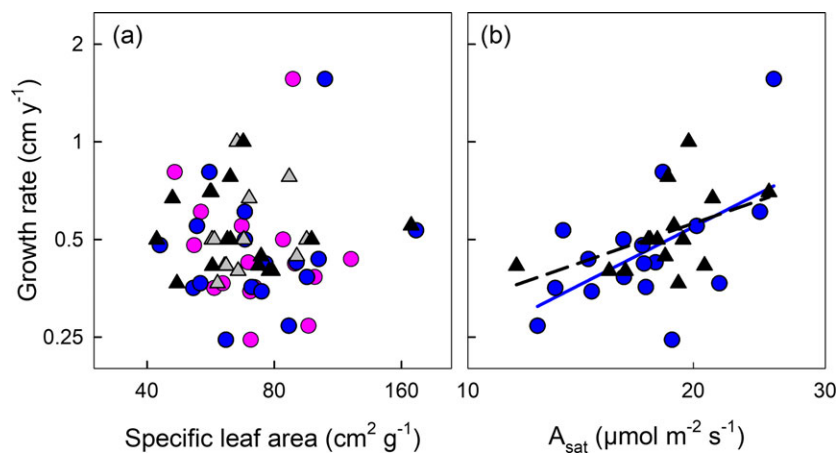 (a)
(b)
2
1
0.5
0.25
Growth rate (cm y⁻¹)
40 80 160
10 20 30
Specific leaf area (cm² g⁻¹)
Aₛₐₜ (µmol m⁻² s⁻¹)